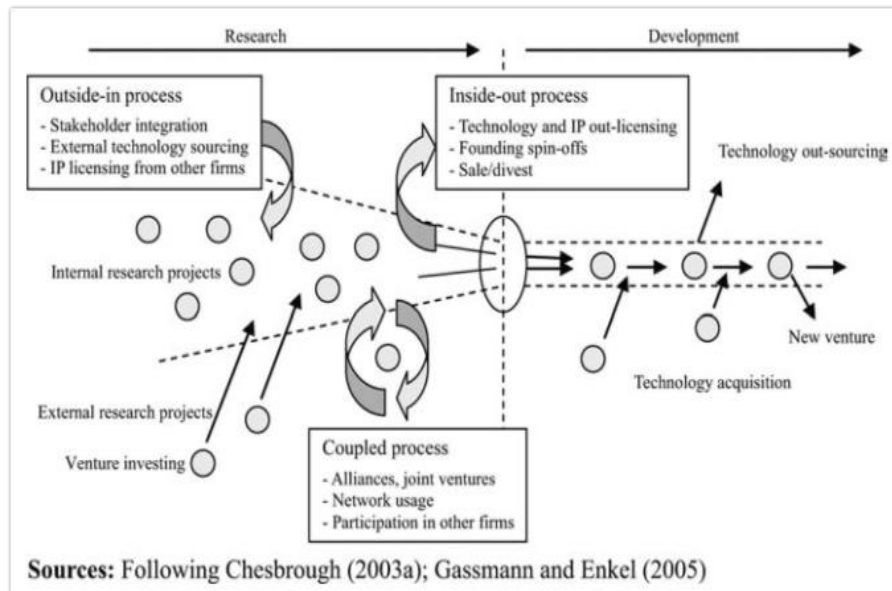 Research
Development
Outside-in process
- Stakeholder integration
- External technology sourcing
- IP licensing from other firms
Inside-out process
- Technology and IP out-licensing
- Founding spin-offs
- Sale/divest
Technology out-sourcing
Internal research projects
New venture
Technology acquisition
External research projects
Venture investing
Coupled process
- Alliances, joint ventures
- Network usage
- Participation in other firms
Sources: Following Chesbrough (2003a); Gassmann and Enkel (2005)